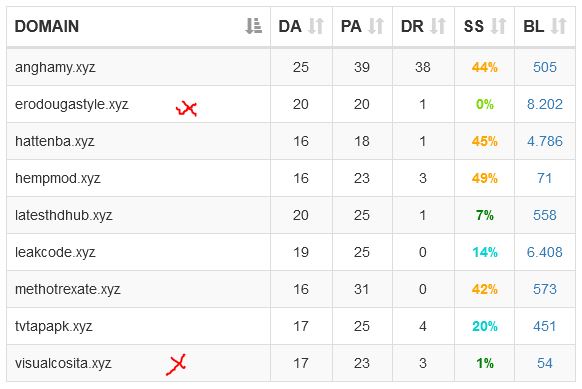 DOMAIN DA PA DR SS BL
anghamy.xyz 25 39 38 44% 505
erodougastyle.xyz 20 20 1 0% 8.202
hattenba.xyz 16 18 1 45% 4.786
hempmod.xyz 16 23 3 49% 71
latesthdhub.xyz 20 25 1 7% 558
leakcode.xyz 19 25 0 14% 6.408
methotrexate.xyz 16 31 0 42% 573
tvtapapk.xyz 17 25 4 20% 451
visualcosita.xyz 17 23 3 1% 54